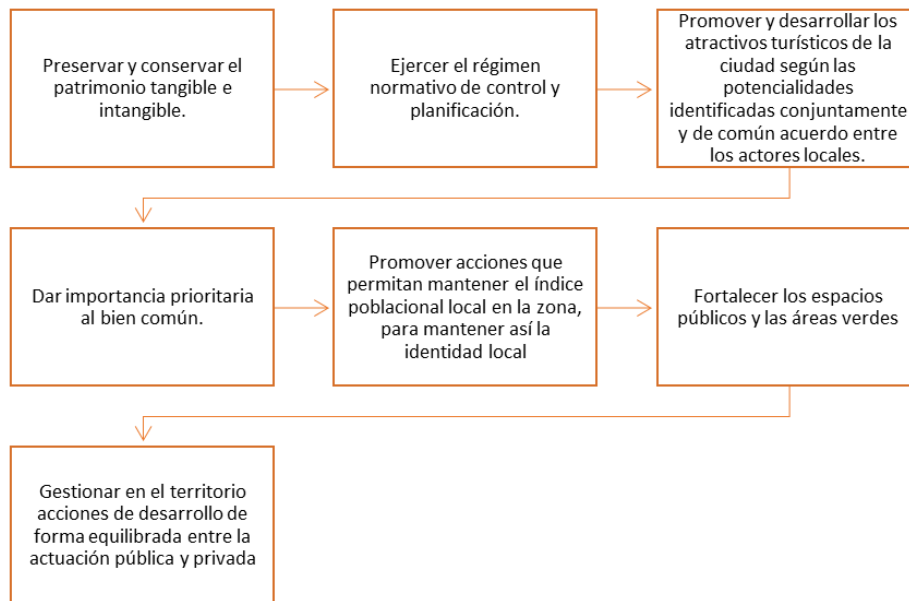 Preservar y conservar el
patrimonio tangible e
intangible.
Ejercer el régimen
normativo de control y
planificación.
Promover y desarrollar los
atractivos turísticos de la
ciudad según las
potencialidades
identificadas conjuntamente
y de común acuerdo entre
los actores locales.
Dar importancia prioritaria
al bien común.
Promover acciones que
permitan mantener el índice
poblacional local en la zona,
para mantener así la
identidad local
Fortalecer los espacios
públicos y las áreas verdes
Gestionar en el territorio
acciones de desarrollo de
forma equilibrada entre la
actuación pública y privada